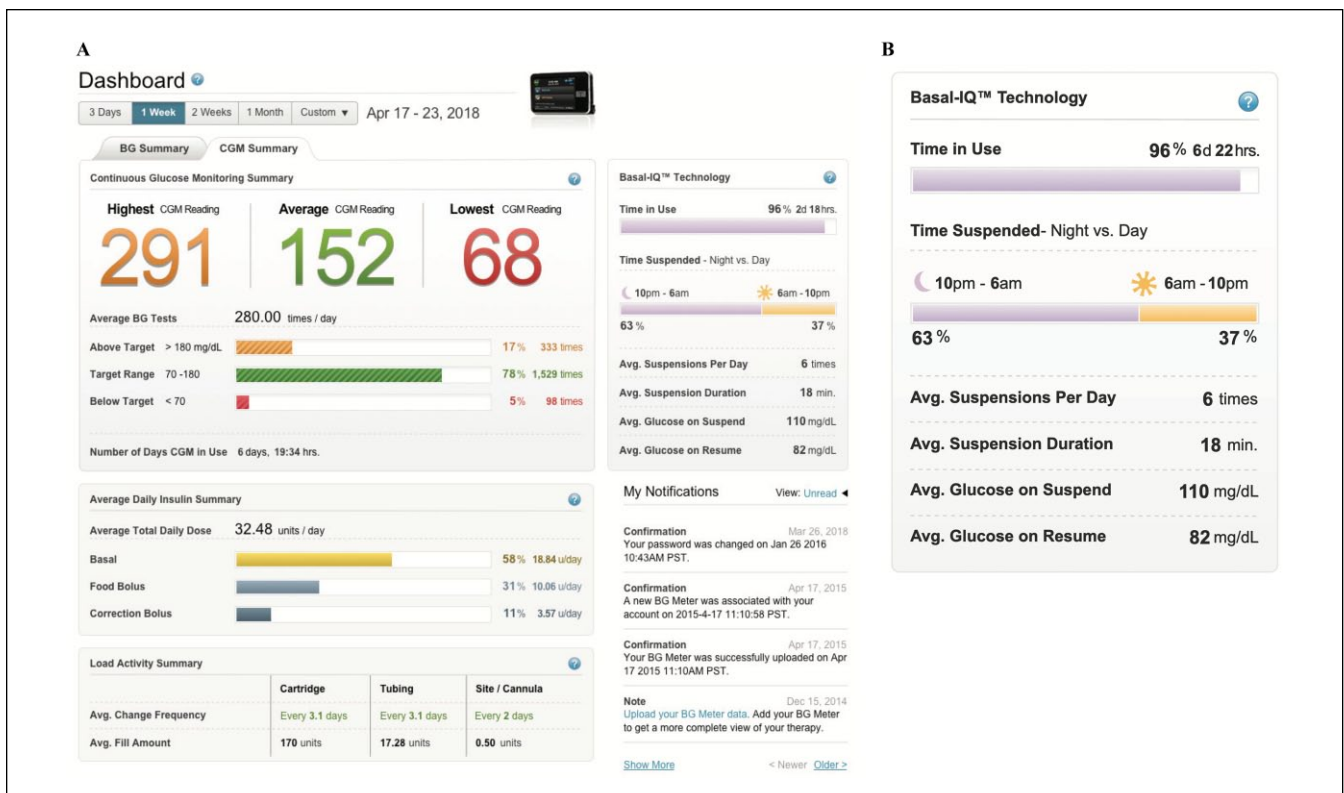 A
Dashboard ?
3 Days 1 Week 2 Weeks 1 Month Custom ▼ Apr 17 - 23, 2018
BG Summary CGM Summary
Continuous Glucose Monitoring Summary ?
Highest CGM Reading Average CGM Reading Lowest CGM Reading
291 152 68
Average BG Tests 280.00 times / day
Above Target > 180 mg/dL 17% 333 times
Target Range 70 -180 78% 1,529 times
Below Target < 70 5% 98 times
Number of Days CGM in Use 6 days, 19:34 hrs.
Basal-IQ™ Technology ?
Time in Use 96% 2d 18hrs.
Time Suspended - Night vs. Day
10pm - 6am 6am - 10pm
63 % 37 %
Avg. Suspensions Per Day 6 times
Avg. Suspension Duration 18 min.
Avg. Glucose on Suspend 110 mg/dL
Avg. Glucose on Resume 82 mg/dL
Average Daily Insulin Summary ?
Average Total Daily Dose 32.48 units / day
Basal 58% 18.84 u/day
Food Bolus 31% 10.06 u/day
Correction Bolus 11% 3.57 u/day
Load Activity Summary ?
Cartridge Tubing Site / Cannula
Avg. Change Frequency Every 3.1 days Every 3.1 days Every 2 days
Avg. Fill Amount 170 units 17.28 units 0.50 units
My Notifications View: Unread ◀
Confirmation Mar 26, 2018
Your password was changed on Jan 26 2016
10:43AM PST.
Confirmation Apr 17, 2015
A new BG Meter was associated with your
account on 2015-4-17 11:10:58 PST.
Confirmation Apr 17, 2015
Your BG Meter was successfully uploaded on Apr
17 2015 11:10AM PST.
Note Dec 15, 2014
Upload your BG Meter data. Add your BG Meter
to get a more complete view of your therapy.
Show More < Newer Older >
B
Basal-IQ™ Technology ?
Time in Use 96% 6d 22hrs.
Time Suspended- Night vs. Day
10pm - 6am 6am - 10pm
63 % 37 %
Avg. Suspensions Per Day 6 times
Avg. Suspension Duration 18 min.
Avg. Glucose on Suspend 110 mg/dL
Avg. Glucose on Resume 82 mg/dL